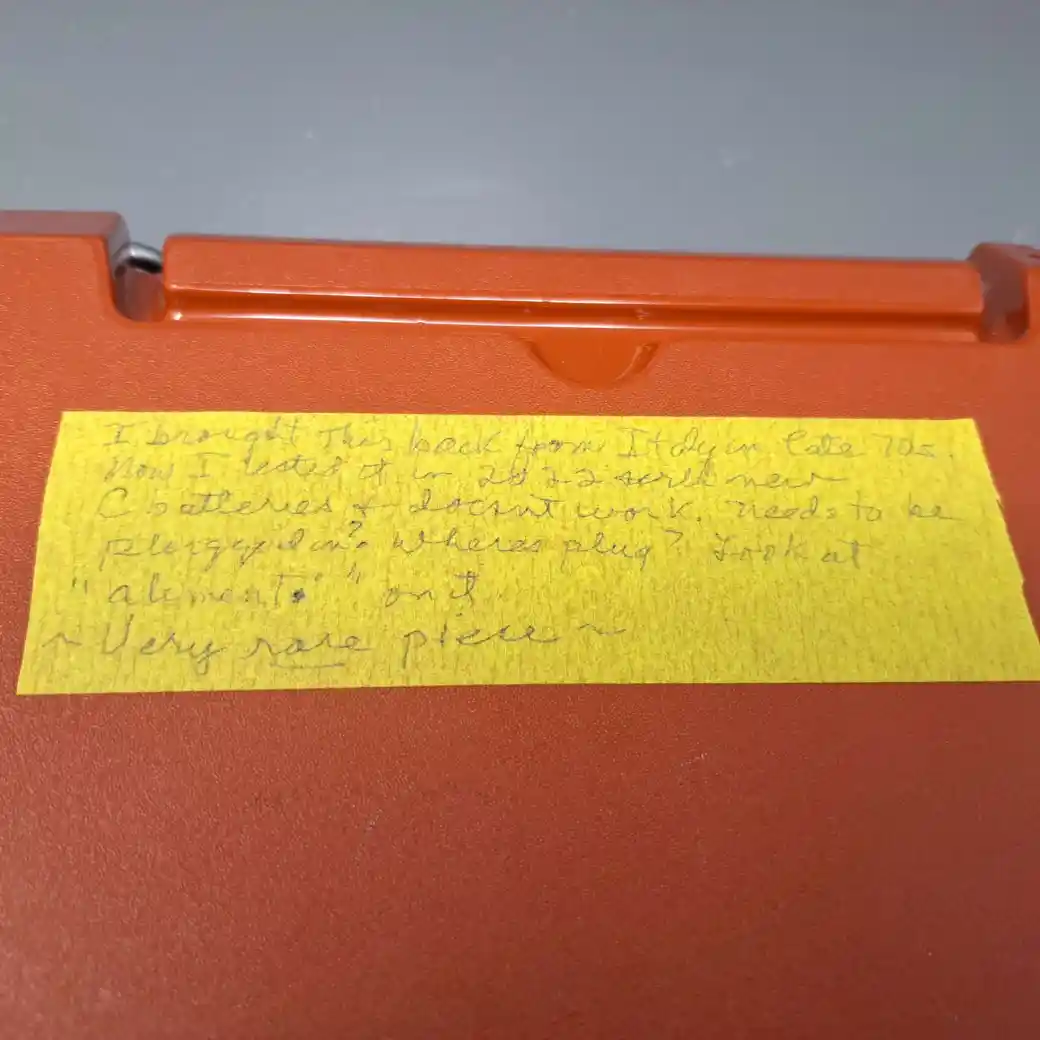 I brought This back from Italy in late 70s.
Now I tested it in 2022 with new
C batteries & doesnt work. Needs to be
plugged in? wheres plug? Look at
"aliment." on it
~ Very rare piece ~